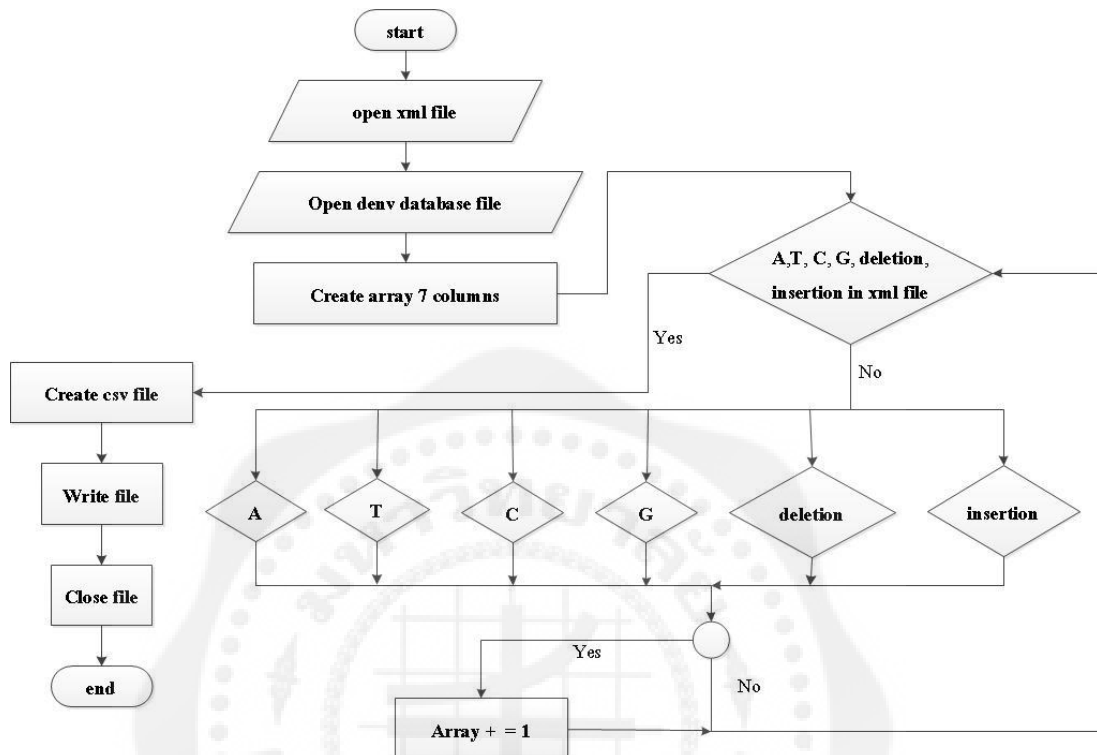 start
open xml file
Open denv database file
Create array 7 columns
A,T, C, G, deletion,
insertion in xml file
Yes
No
Create csv file
Write file
Close file
end
A
T
C
G
deletion
insertion
Yes
No
Array + = 1